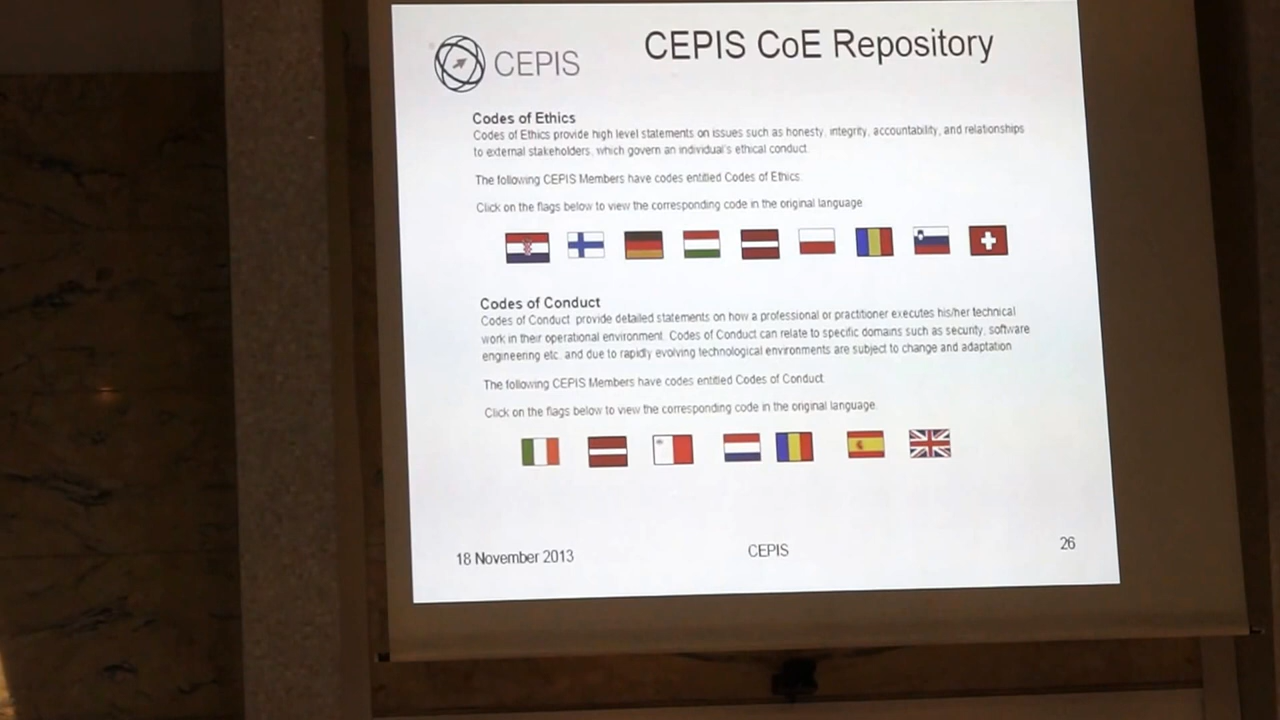 CEPIS
CEPIS CoE Repository
Codes of Ethics
Codes of Ethics provide high level statements on issues such as honesty, integrity, accountability, and relationships
to external stakeholders, which govern an individual's ethical conduct.
The following CEPIS Members have codes entitled Codes of Ethics.
Click on the flags below to view the corresponding code in the original language
Codes of Conduct
Codes of Conduct provide detailed statements on how a professional or practitioner executes his/her technical
work in their operational environment. Codes of Conduct can relate to specific domains such as security, software
engineering etc. and due to rapidly evolving technological environments are subject to change and adaptation
The following CEPIS Members have codes entitled Codes of Conduct
Click on the flags below to view the corresponding code in the original language.
18 November 2013
CEPIS
26